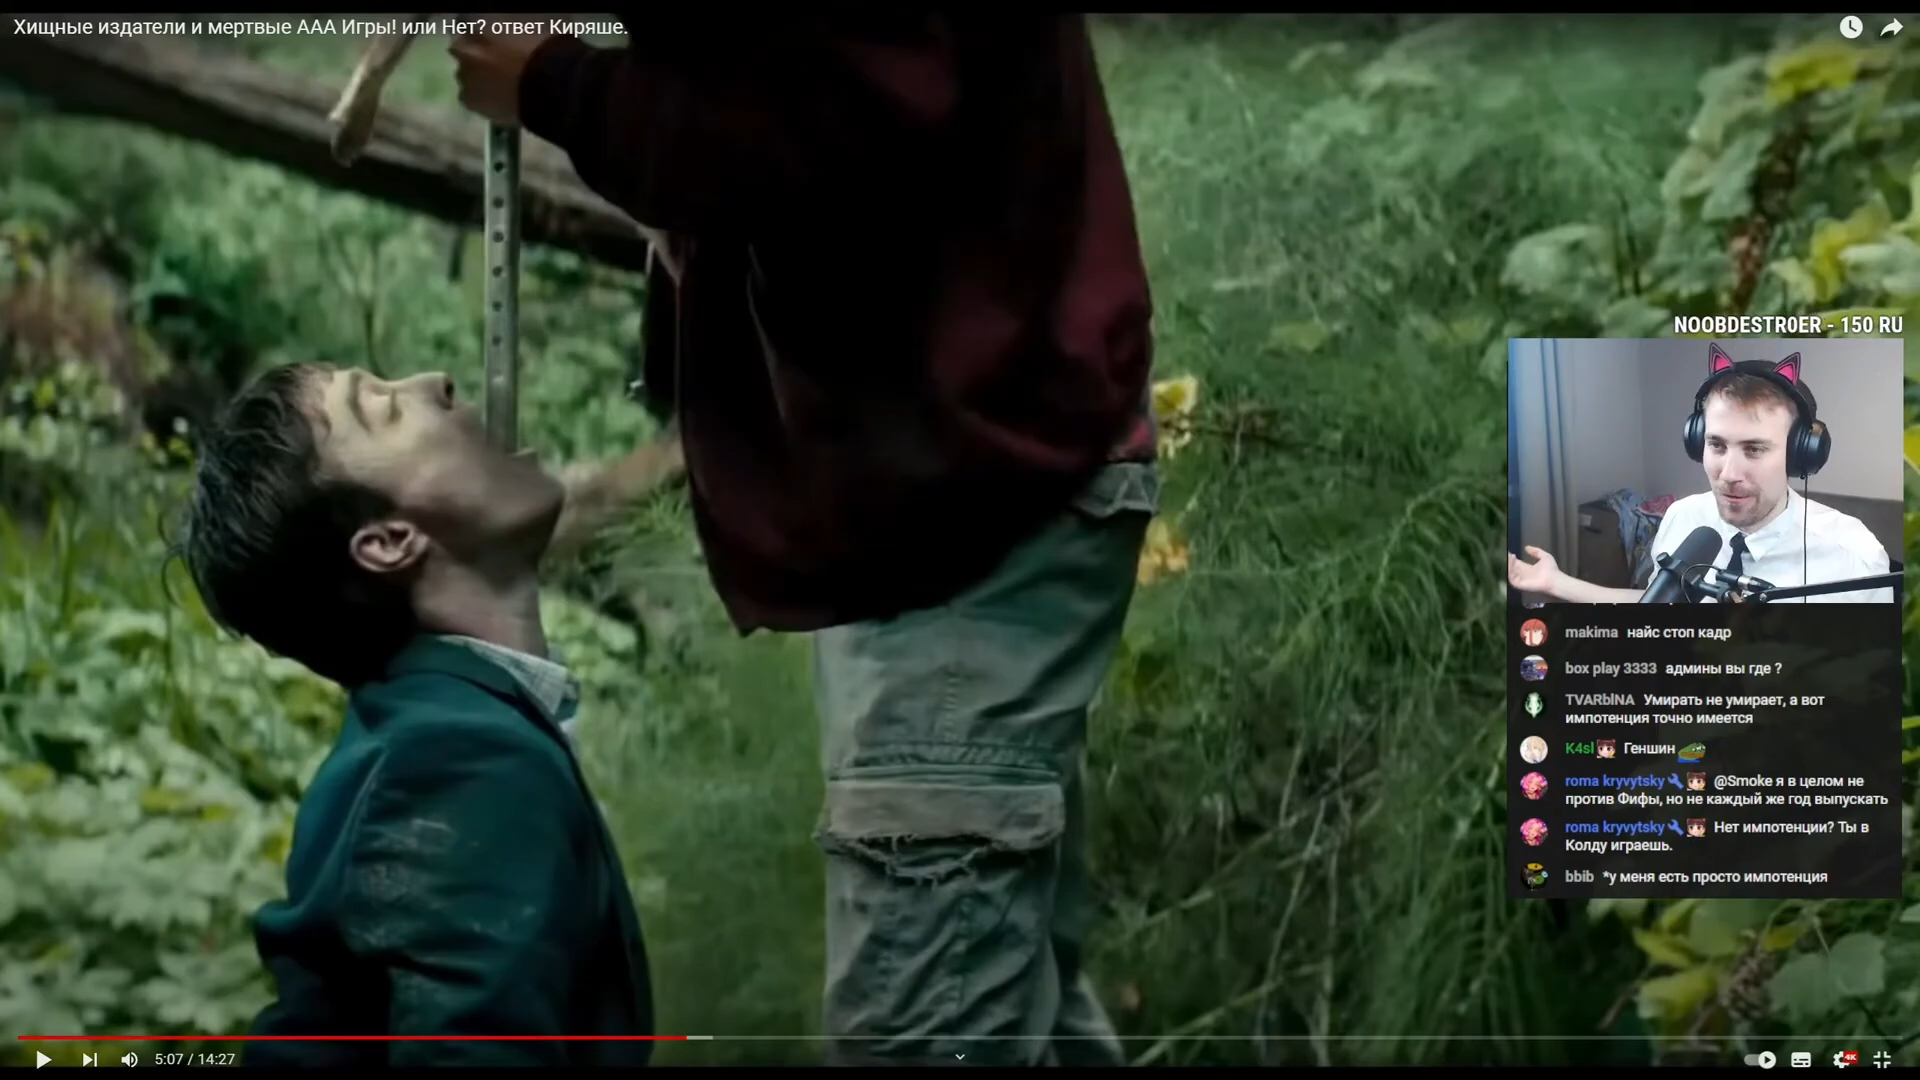 Хищные издатели и мертвые ААА Игры! или Нет? ответ Киряше.
NOOBDESTR0ER - 150 RU
makima найс стоп кадр
box play 3333 админы вы где ?
TVARblNA Умирать не умирает, а вот
импотенция точно имеется
K4sl Геншин
roma kryvytsky @Smoke я в целом не
против Фифы, но не каждый же год выпускать
roma kryvytsky Нет импотенции? Ты в
Колду играешь.
bbib *у меня есть просто импотенция
5:07 / 14:27
4K